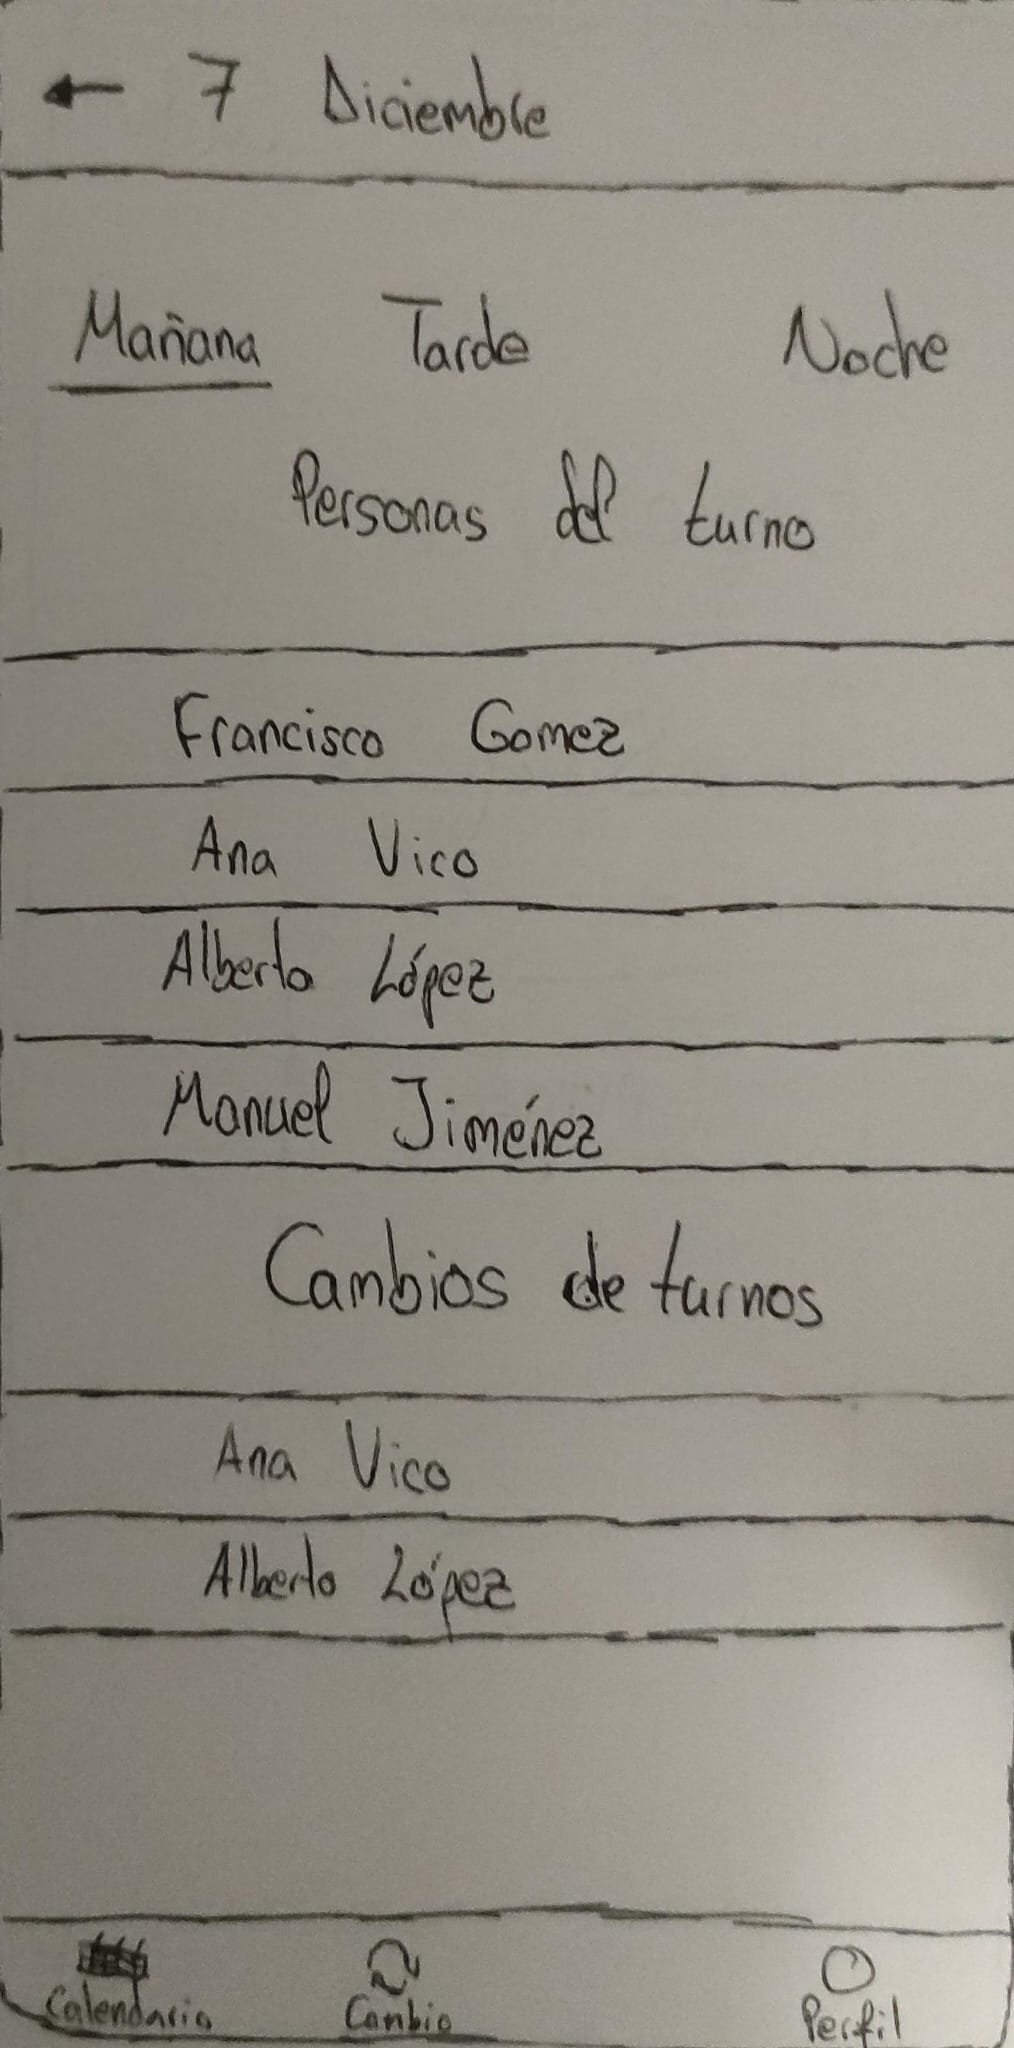 ← 7 Diciembre
Mañana Tarde Noche
Personas del turno
Francisco Gomez
Ana Vico
Alberto López
Manuel Jiménez
Cambios de turnos
Ana Vico
Alberto López
Calendario Cambio Perfil